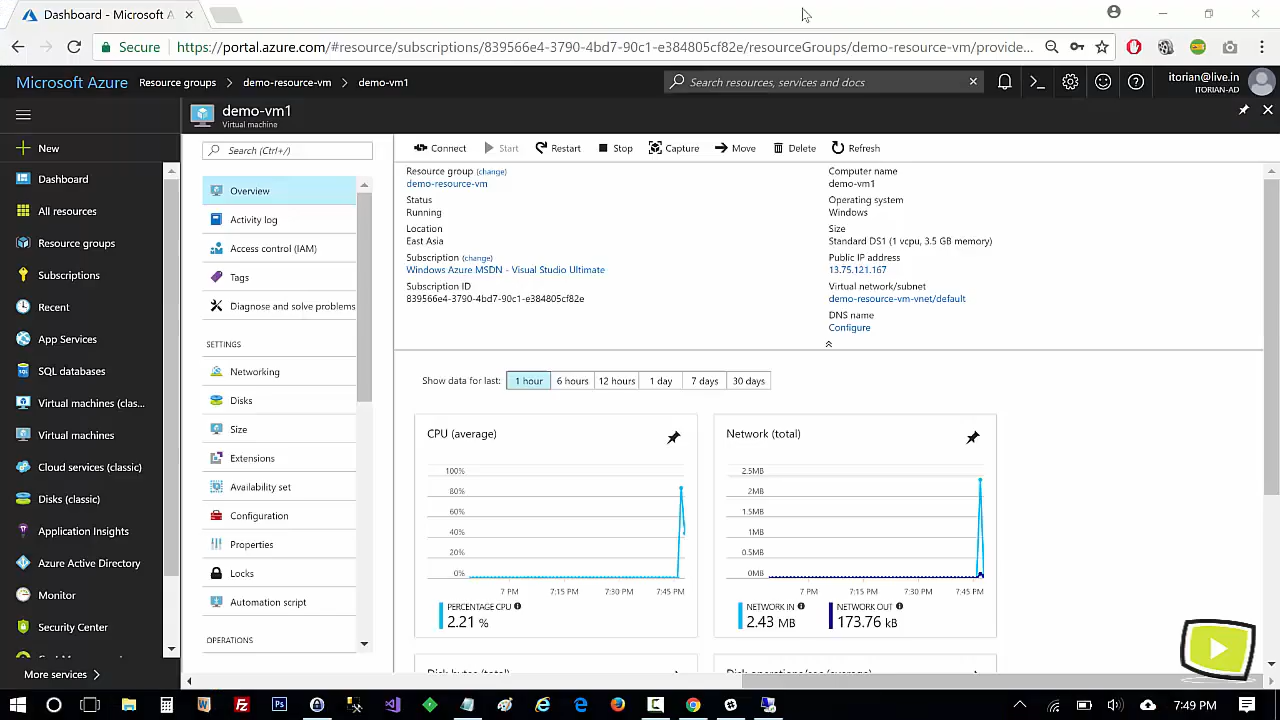 Dashboard - Microsoft A
Secure
https://portal.azure.com/#resource/subscriptions/839566e4-3790-4bd7-90c1-e384805cf82e/resourceGroups/demo-resource-vm/provide...
Microsoft Azure
Resource groups > demo-resource-vm > demo-vm1
Search resources, services and docs
itorian@live.in
ITORIAN-AD
demo-vm1
Virtual machine
New
Dashboard
All resources
Resource groups
Subscriptions
Recent
App Services
SQL databases
Virtual machines (clas...
Virtual machines
Cloud services (classic)
Disks (classic)
Application Insights
Azure Active Directory
Monitor
Security Center
More services >
Search (Ctrl+/)
Overview
Activity log
Access control (IAM)
Tags
Diagnose and solve problems
SETTINGS
Networking
Disks
Size
Extensions
Availability set
Configuration
Properties
Locks
Automation script
OPERATIONS
Connect
Start
Restart
Stop
Capture
Move
Delete
Refresh
Resource group (change)
demo-resource-vm
Status
Running
Location
East Asia
Subscription (change)
Windows Azure MSDN - Visual Studio Ultimate
Subscription ID
839566e4-3790-4bd7-90c1-e384805cf82e
Computer name
demo-vm1
Operating system
Windows
Size
Standard DS1 (1 vcpu, 3.5 GB memory)
Public IP address
13.75.121.167
Virtual network/subnet
demo-resource-vm-vnet/default
DNS name
Configure
Show data for last:
1 hour
6 hours
12 hours
1 day
7 days
30 days
CPU (average)
100%
80%
60%
40%
20%
0%
7 PM
7:15 PM
7:30 PM
7:45 PM
PERCENTAGE CPU
2.21 %
Network (total)
2.5MB
2MB
1.5MB
1MB
0.5MB
0MB
7 PM
7:15 PM
7:30 PM
7:45 PM
NETWORK IN
2.43 MB
NETWORK OUT
173.76 kB
Disk bytes (total)
Disk operations/sec (average)
7:49 PM